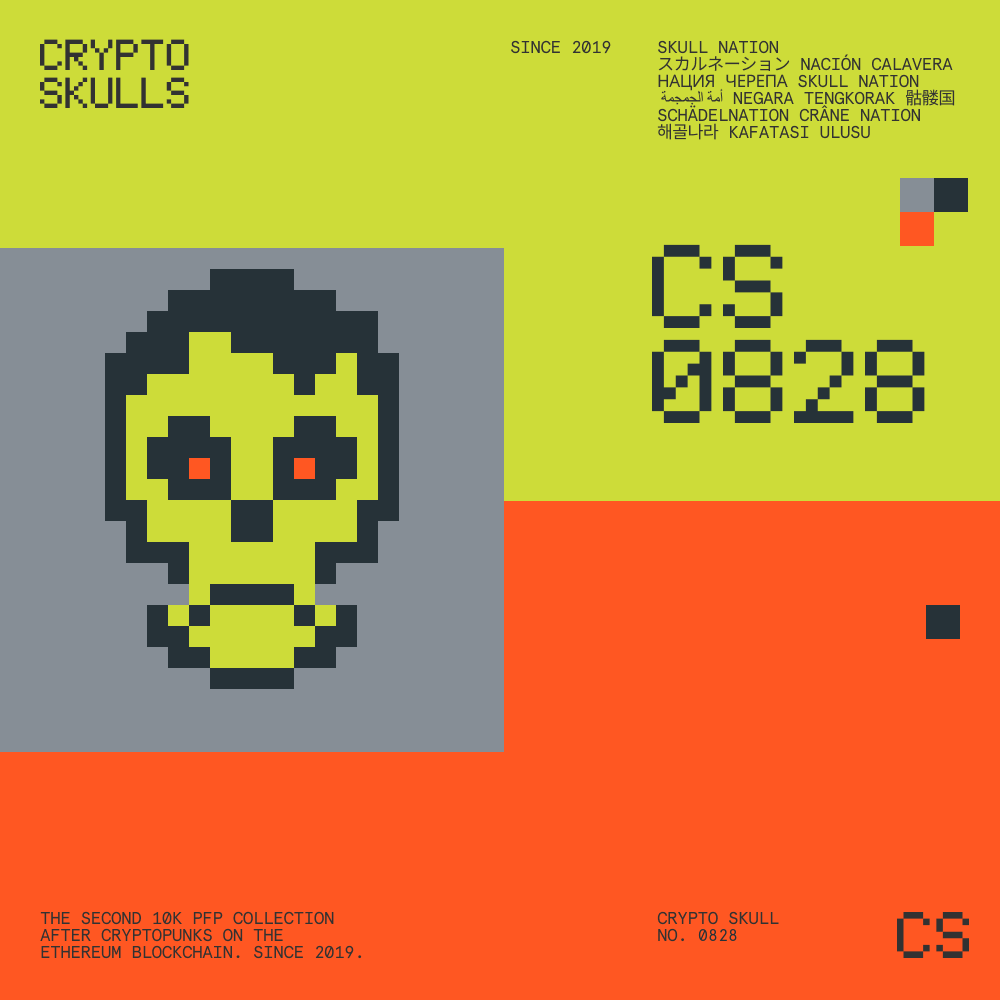 CRYPTO
SKULLS
SINCE 2019
SKULL NATION
スカルネーション NACIÓN CALAVERA
НАЦИЯ ЧЕРЕПА SKULL NATION
أمة الجمجمة NEGARA TENGKORAK 骷髅国
SCHÄDELNATION CRÂNE NATION
해골나라 KAFATASI ULUSU
CS
0828
THE SECOND 10K PFP COLLECTION
AFTER CRYPTOPUNKS ON THE
ETHEREUM BLOCKCHAIN. SINCE 2019.
CRYPTO SKULL
NO. 0828
CS